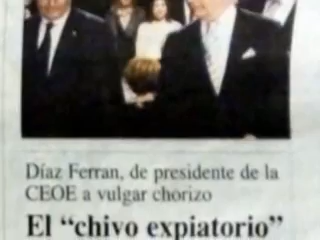 Díaz Ferran, de presidente de la
CEOE a vulgar chorizo
El “chivo expiatorio”